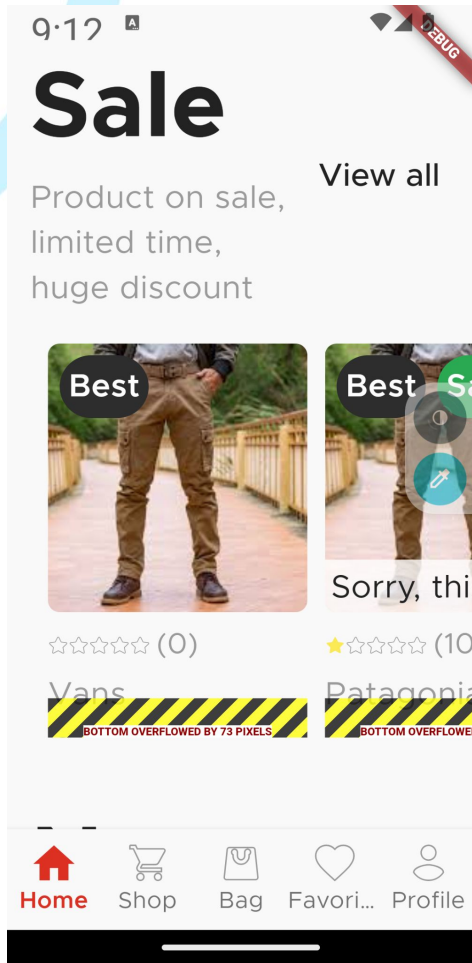 9:12
A
DEBUG
Sale
View all
Product on sale,
limited time,
huge discount
Best
Best
Sa
Sorry, thi
(0)
(10
Vans
Patagonia
BOTTOM OVERFLOWED BY 73 PIXELS
BOTTOM OVERFLOWE
Home
Shop
Bag
Favori...
Profile